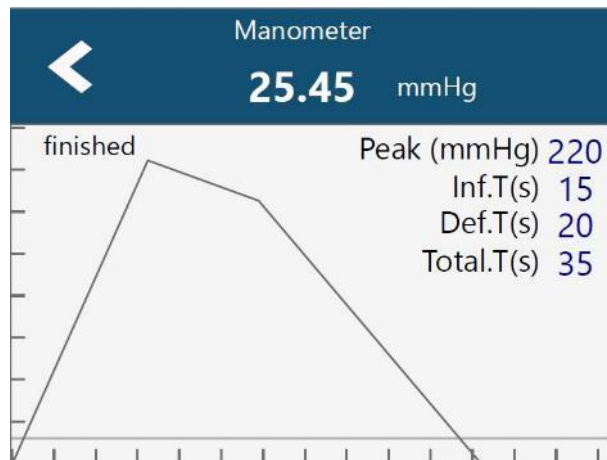 Manometer
25.45 mmHg
finished
Peak (mmHg) 220
Inf.T(s) 15
Def.T(s) 20
Total.T(s) 35